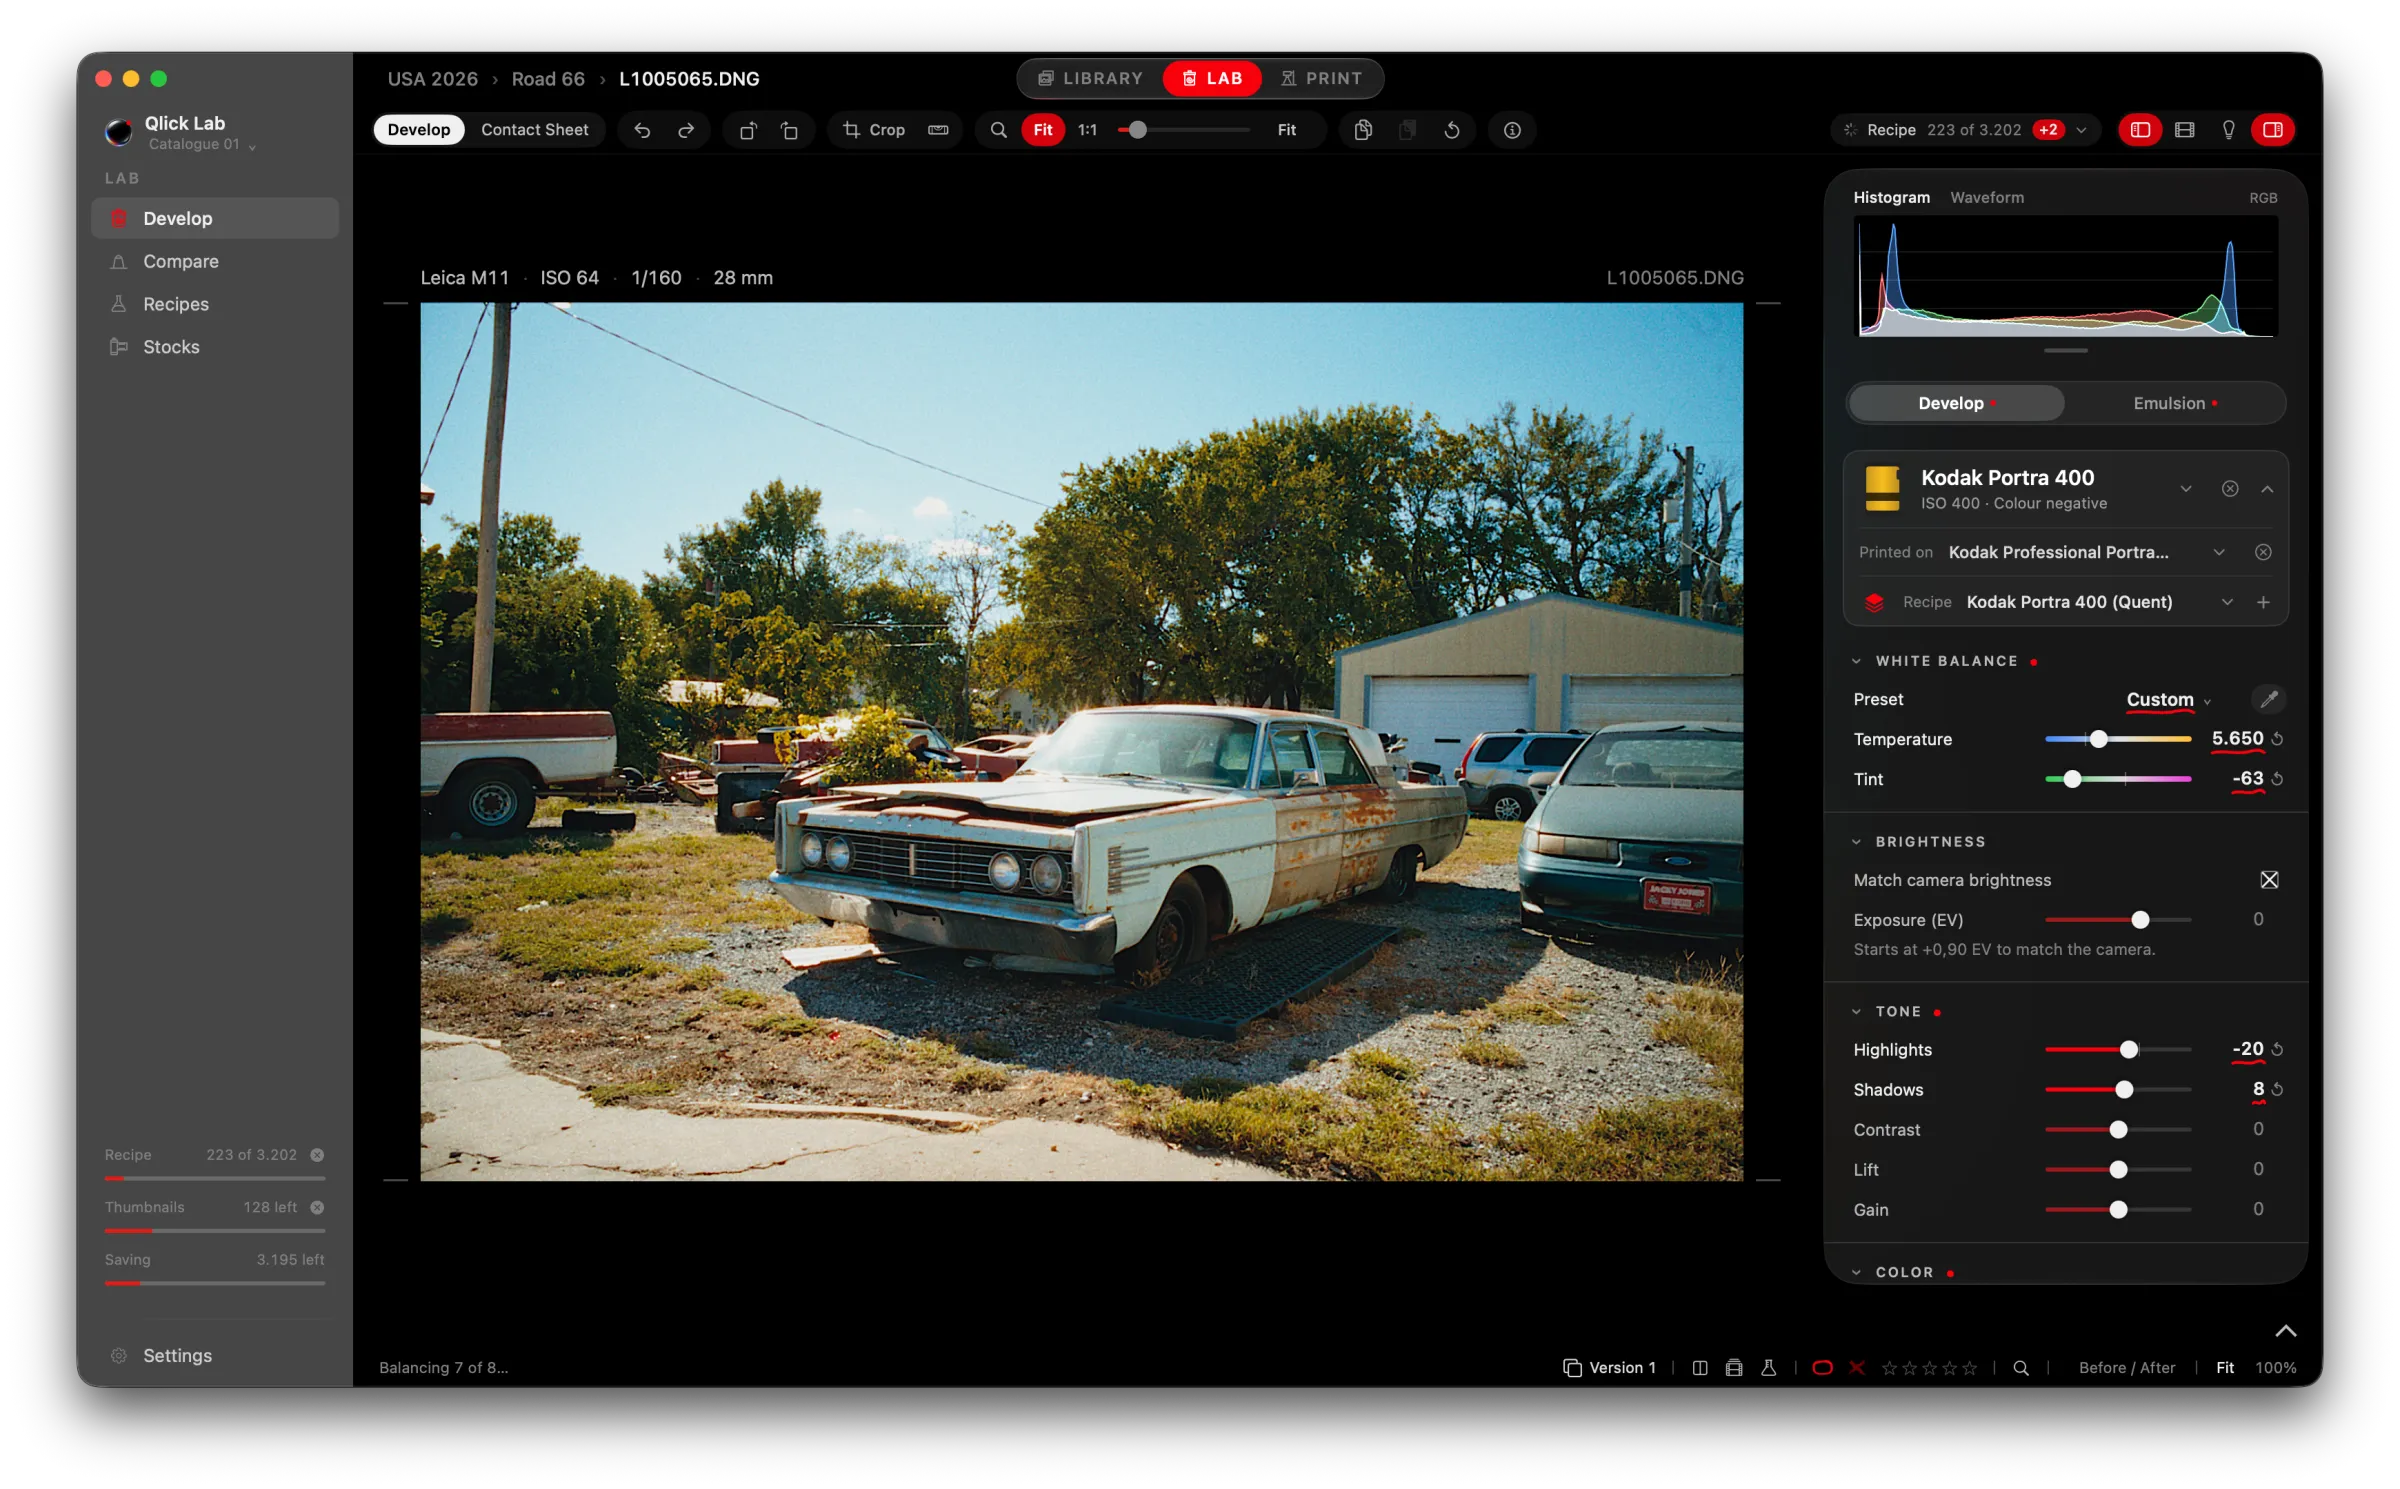 USA 2026 › Road 66 › L1005065.DNG
LIBRARY LAB PRINT
Qlick Lab
Catalogue 01
Develop Contact Sheet Crop Fit 1:1 Fit
Recipe 223 of 3.202 +2
LAB
Develop
Compare
Recipes
Stocks
Leica M11 · ISO 64 · 1/160 · 28 mm
L1005065.DNG
JACKY JONES
Histogram Waveform RGB
Develop Emulsion
Kodak Portra 400
ISO 400 · Colour negative
Printed on Kodak Professional Portra...
Recipe Kodak Portra 400 (Quent)
WHITE BALANCE
Preset Custom
Temperature 5.650
Tint -63
BRIGHTNESS
Match camera brightness
Exposure (EV) 0
Starts at +0,90 EV to match the camera.
TONE
Highlights -20
Shadows 8
Contrast 0
Lift 0
Gain 0
COLOR
Recipe 223 of 3.202
Thumbnails 128 left
Saving 3.195 left
Settings
Balancing 7 of 8...
Version 1
Before / After Fit 100%